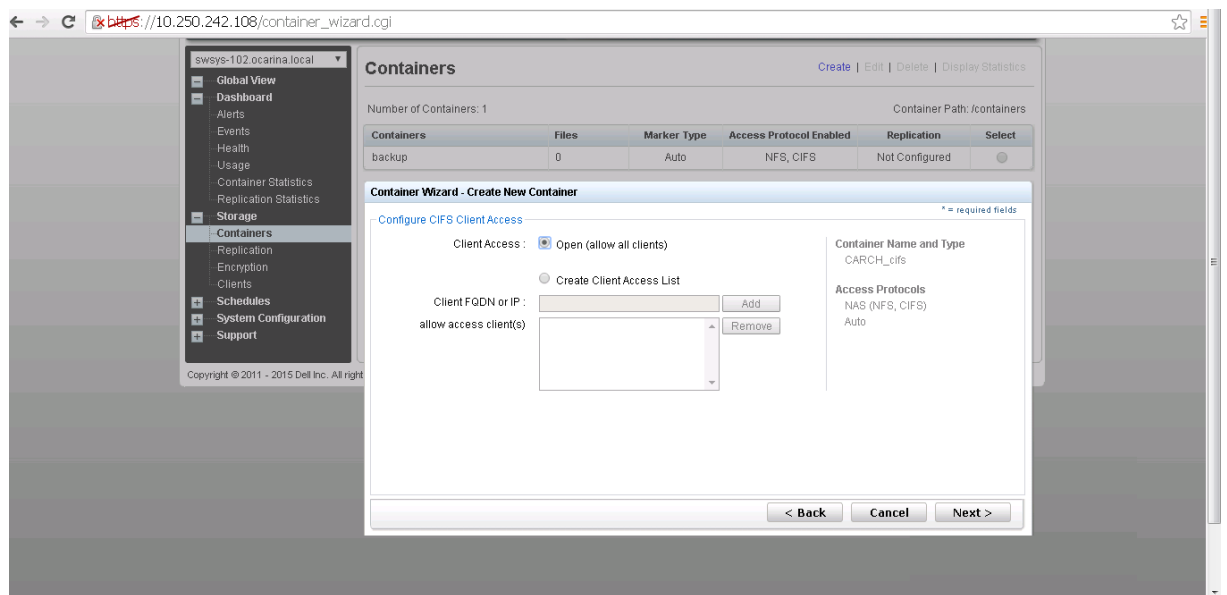 https://10.250.242.108/container_wizard.cgi
swsys-102.ocarina.local
Global View
Dashboard
Alerts
Events
Health
Usage
Container Statistics
Replication Statistics
Storage
Containers
Replication
Encryption
Clients
Schedules
System Configuration
Support
Copyright © 2011 - 2015 Dell Inc. All right
Containers
Create | Edit | Delete | Display Statistics
Number of Containers: 1 Container Path: /containers
Containers Files Marker Type Access Protocol Enabled Replication Select
backup 0 Auto NFS, CIFS Not Configured
Container Wizard - Create New Container
* = required fields
Configure CIFS Client Access
Client Access : Open (allow all clients)
Create Client Access List
Client FQDN or IP : Add
allow access client(s) Remove
Container Name and Type
CARCH_cifs
Access Protocols
NAS (NFS, CIFS)
Auto
< Back Cancel Next >